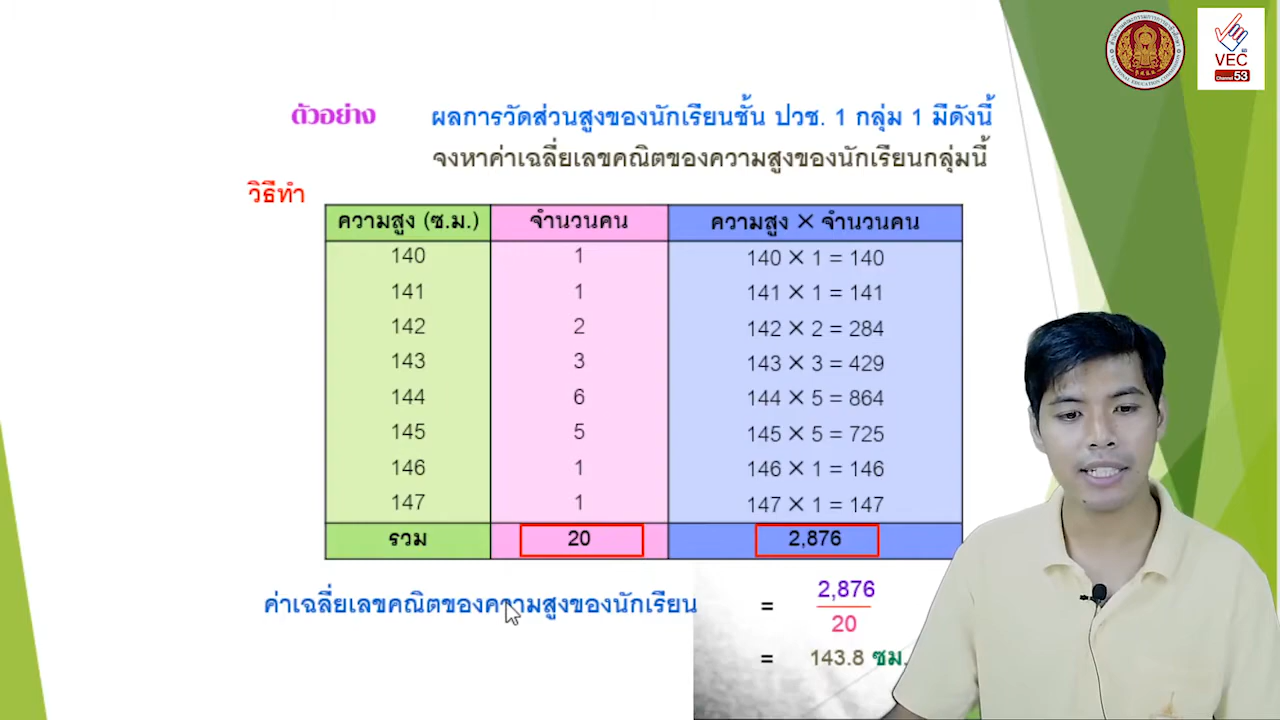 VEC
Channel 53
ตัวอย่าง ผลการวัดส่วนสูงของนักเรียนชั้น ปวช. 1 กลุ่ม 1 มีดังนี้
จงหาค่าเฉลี่ยเลขคณิตของความสูงของนักเรียนกลุ่มนี้
วิธีทำ
ความสูง (ซ.ม.) จำนวนคน ความสูง × จำนวนคน
140 1 140 × 1 = 140
141 1 141 × 1 = 141
142 2 142 × 2 = 284
143 3 143 × 3 = 429
144 6 144 × 5 = 864
145 5 145 × 5 = 725
146 1 146 × 1 = 146
147 1 147 × 1 = 147
รวม 20 2,876
ค่าเฉลี่ยเลขคณิตของความสูงของนักเรียน = 2,876
20
= 143.8 ซม.